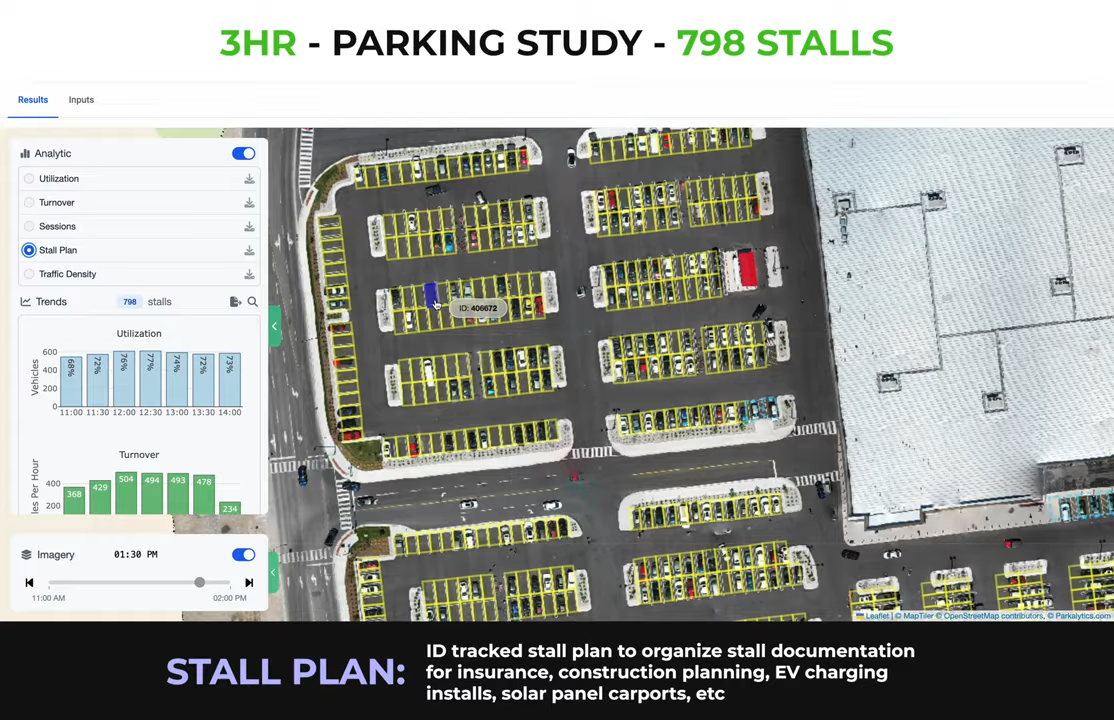 3HR - PARKING STUDY - 798 STALLS
Results Inputs
Analytic
Utilization
Turnover
Sessions
Stall Plan
Traffic Density
Trends 798 stalls
Utilization
Vehicles
600
400
200
0
68% 72% 76% 77% 74% 72% 73%
11:00 11:30 12:00 12:30 13:00 13:30 14:00
Turnover
les Per Hour
400
200
368 429 504 494 493 478 234
Imagery 01:30 PM
11:00 AM 02:00 PM
ID: 406672
Leaflet | © MapTiler © OpenStreetMap contributors, © Parkalytics.com
STALL PLAN:
ID tracked stall plan to organize stall documentation
for insurance, construction planning, EV charging
installs, solar panel carports, etc